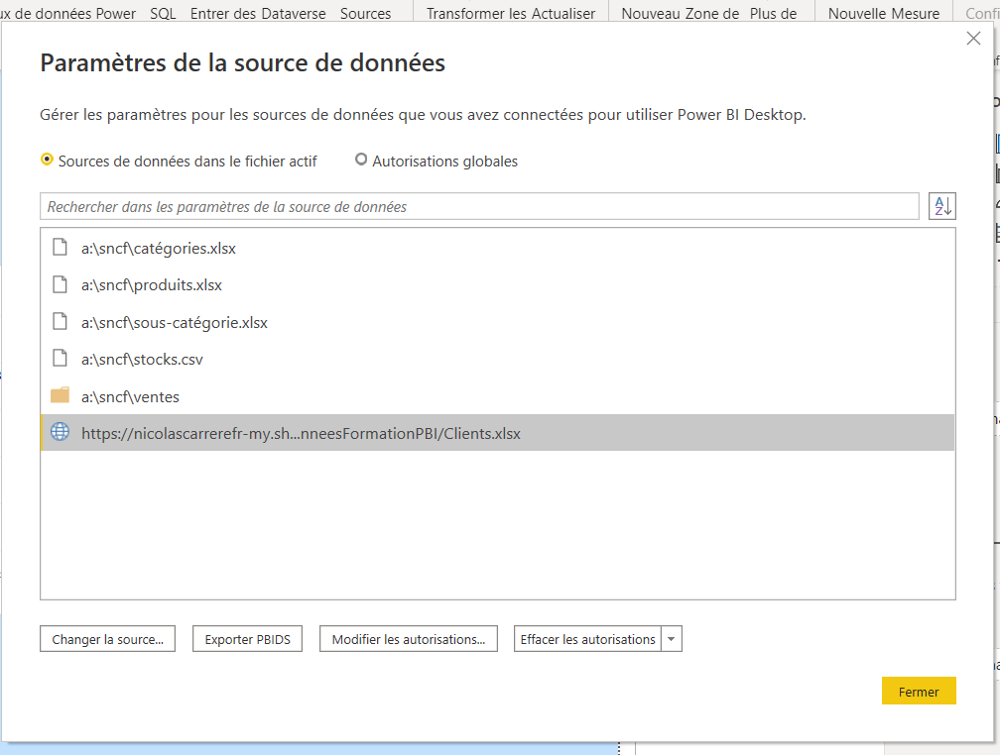 ux de données Power SQL Entrer des Dataverse Sources Transformer les Actualiser Nouveau Zone de Plus de Nouvelle Mesure Confi
Paramètres de la source de données
Gérer les paramètres pour les sources de données que vous avez connectées pour utiliser Power BI Desktop.
Sources de données dans le fichier actif Autorisations globales
Rechercher dans les paramètres de la source de données
a:\sncf\catégories.xlsx
a:\sncf\produits.xlsx
a:\sncf\sous-catégorie.xlsx
a:\sncf\stocks.csv
a:\sncf\ventes
https://nicolascarrerefr-my.sh...nneesFormationPBI/Clients.xlsx
Changer la source... Exporter PBIDS Modifier les autorisations... Effacer les autorisations
Fermer